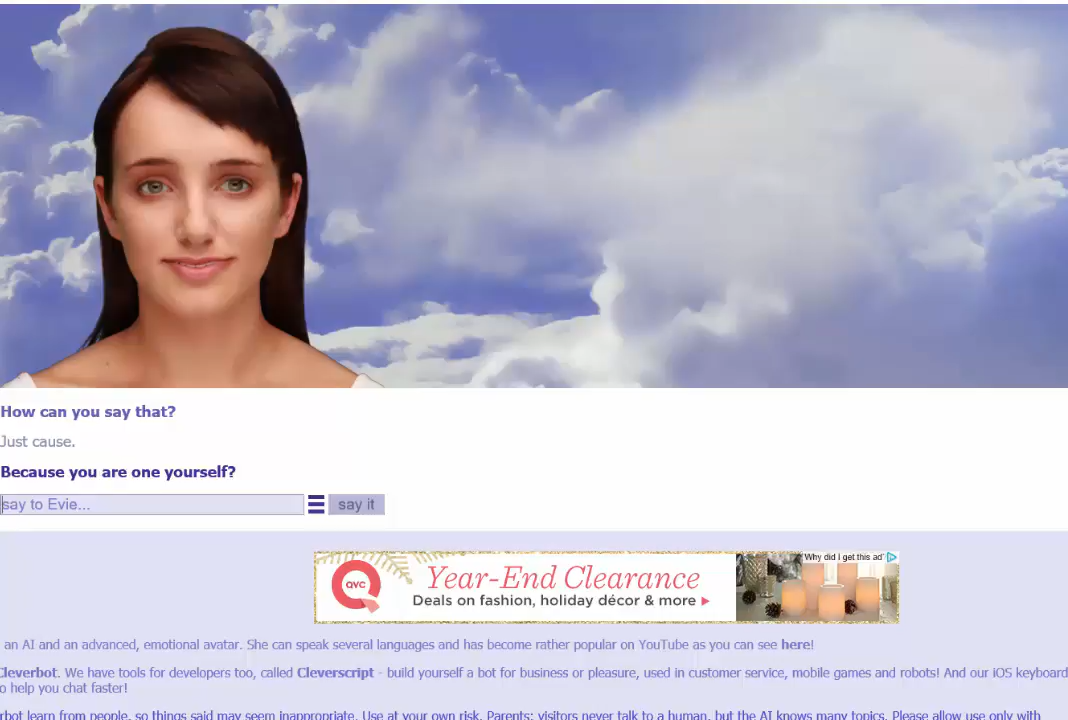 How can you say that?
Just cause.
Because you are one yourself?
say to Evie...
say it
Why did I get this ad?
QVC
Year-End Clearance
Deals on fashion, holiday décor & more
an AI and an advanced, emotional avatar. She can speak several languages and has become rather popular on YouTube as you can see here!
Cleverbot. We have tools for developers too, called Cleverscript - build yourself a bot for business or pleasure, used in customer service, mobile games and robots! And our iOS keyboard
o help you chat faster!
rbot learn from people, so things said may seem inappropriate. Use at your own risk. Parents: visitors never talk to a human, but the AI knows many topics. Please allow use only with